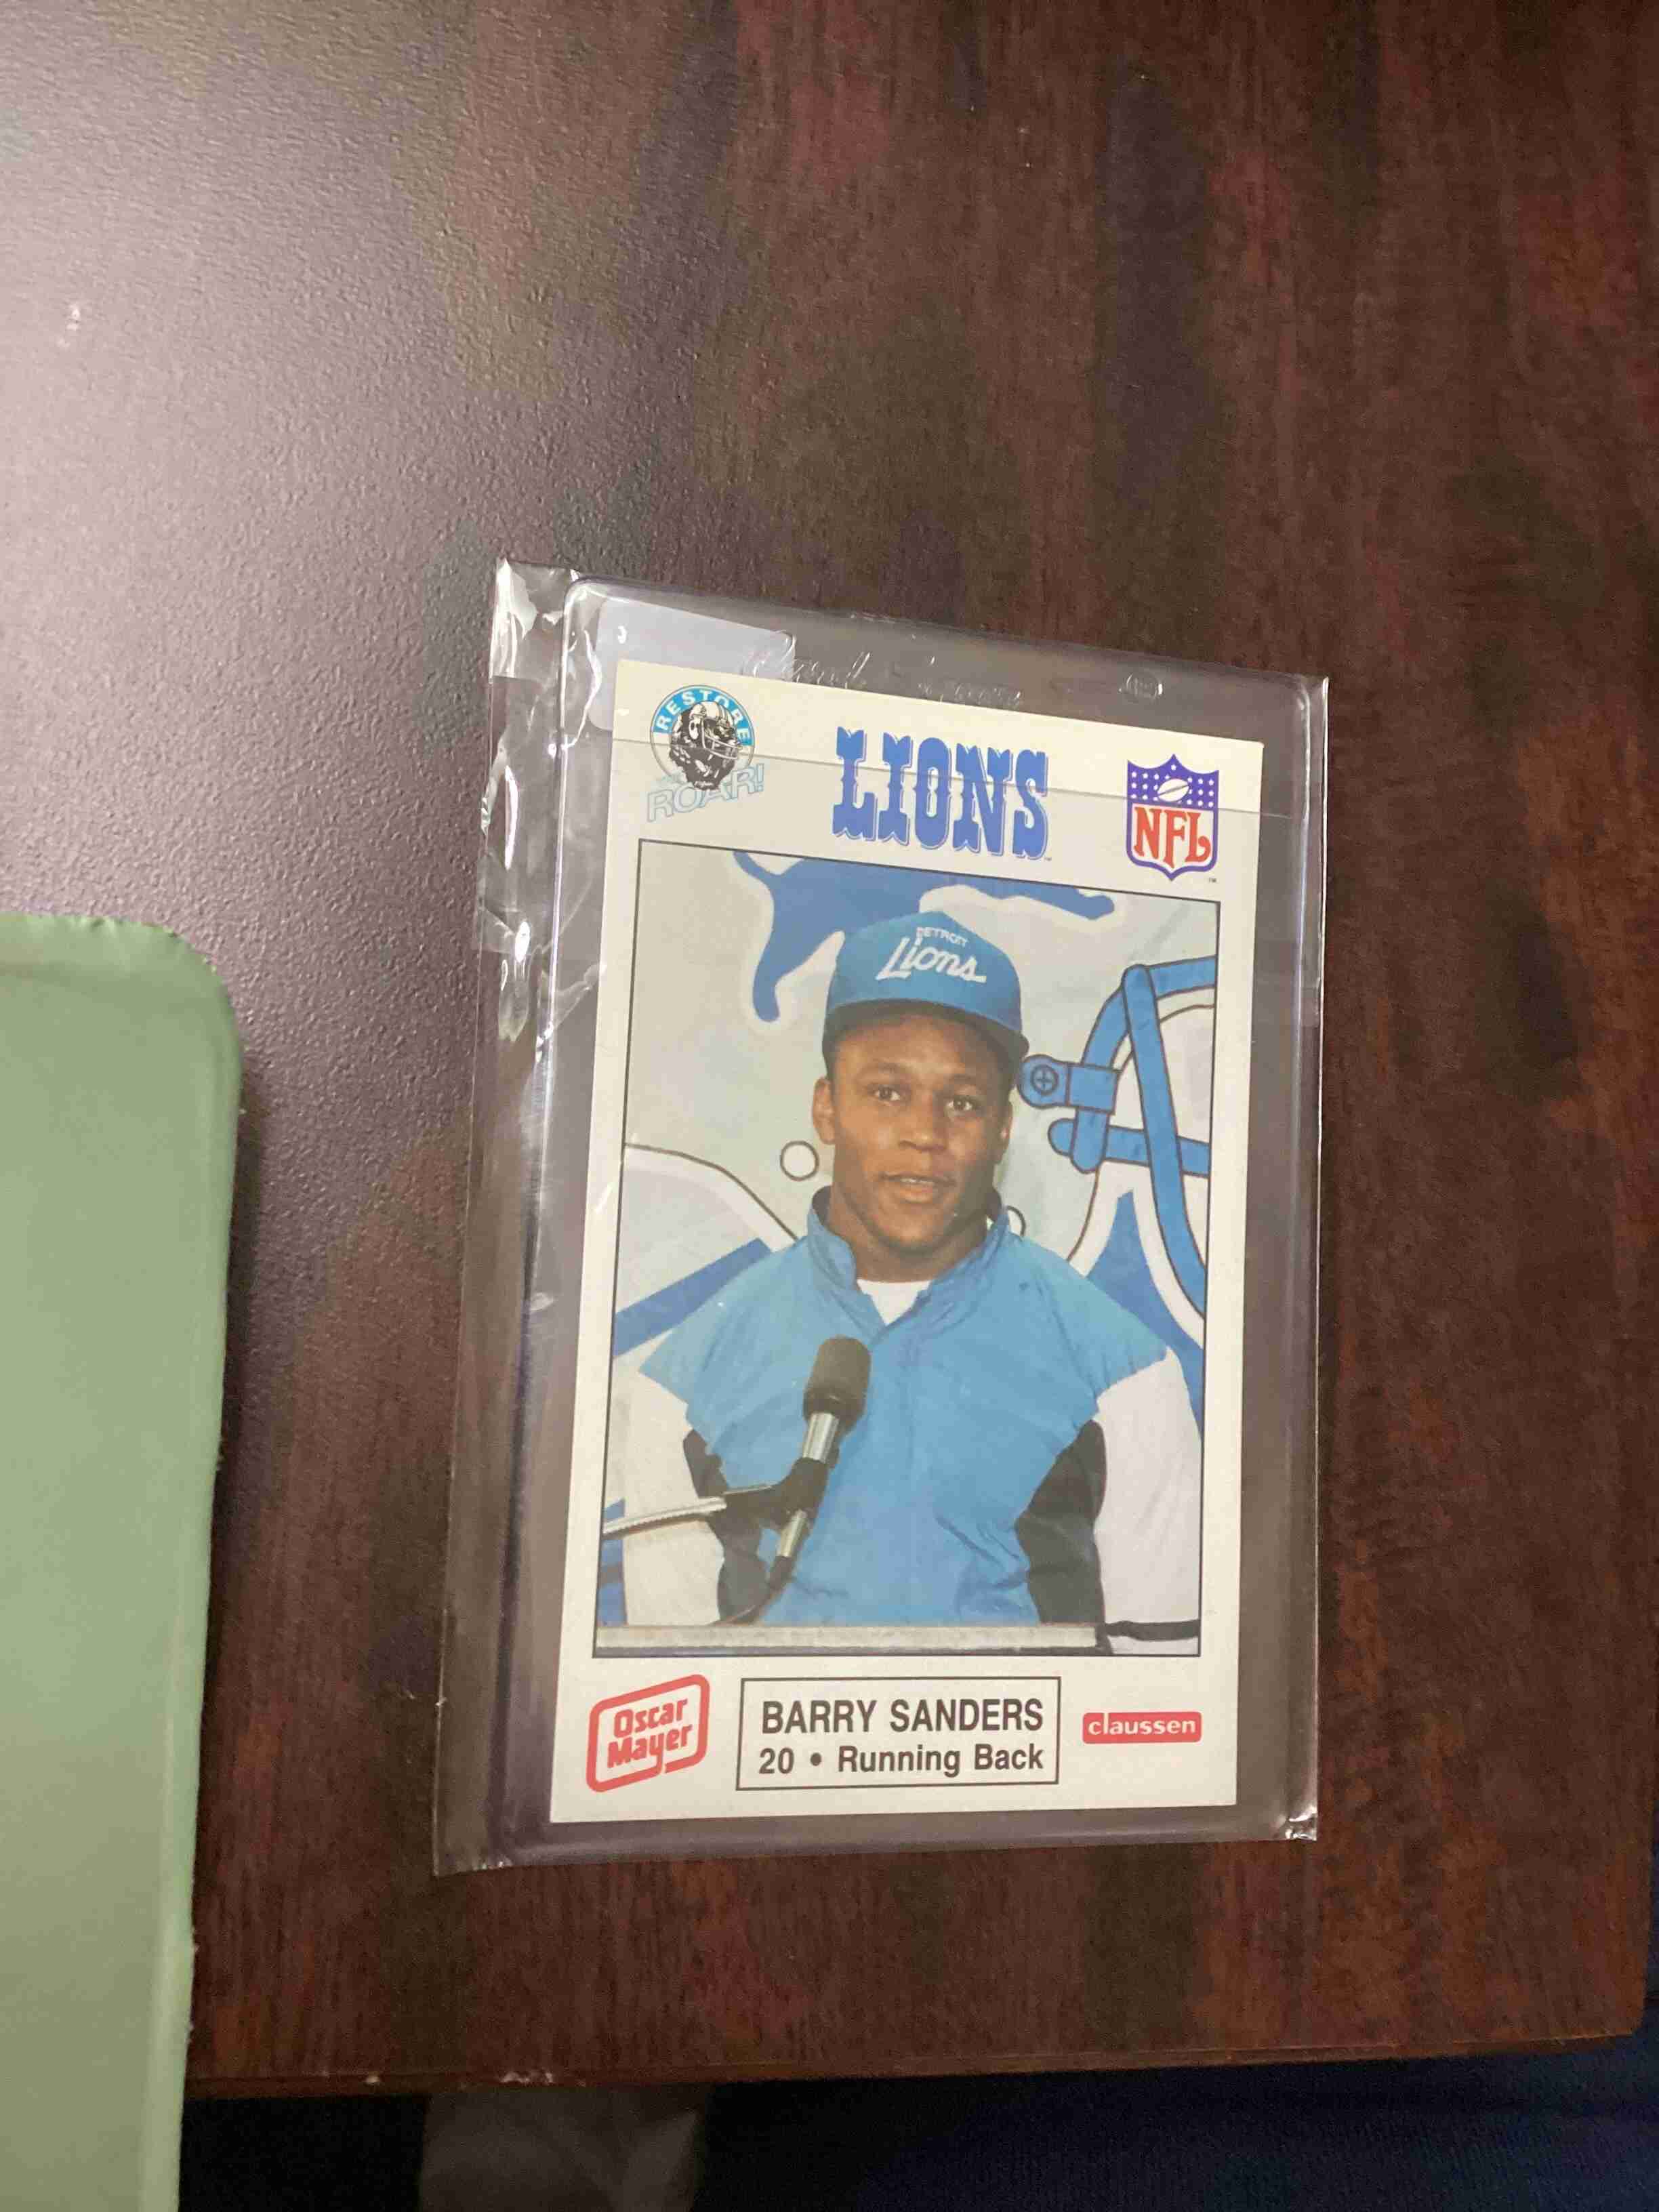 RESTORE
ROAR!
LIONS
NFL
DETROIT
Lions
Oscar
Mayer
BARRY SANDERS
20 • Running Back
claussen